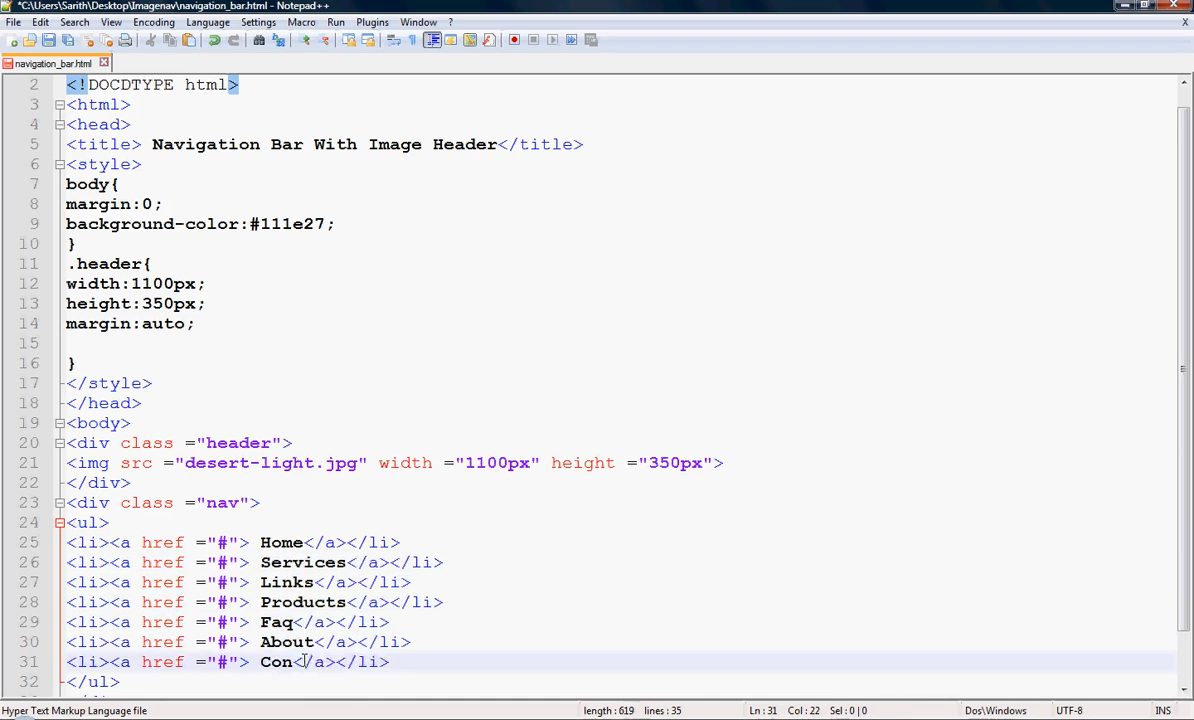 *C:\Users\Sarith\Desktop\Imagenav\navigation_bar.html - Notepad++
File Edit Search View Encoding Language Settings Macro Run Plugins Window ?
X
navigation_bar.html
2 <!DOCDTYPE html>
3 <html>
4 <head>
5 <title> Navigation Bar With Image Header</title>
6 <style>
7 body{
8 margin:0;
9 background-color:#111e27;
10 }
11 .header{
12 width:1100px;
13 height:350px;
14 margin:auto;
15
16 }
17 </style>
18 </head>
19 <body>
20 <div class ="header">
21 <img src ="desert-light.jpg" width ="1100px" height ="350px">
22 </div>
23 <div class ="nav">
24 <ul>
25 <li><a href ="#"> Home</a></li>
26 <li><a href ="#"> Services</a></li>
27 <li><a href ="#"> Links</a></li>
28 <li><a href ="#"> Products</a></li>
29 <li><a href ="#"> Faq</a></li>
30 <li><a href ="#"> About</a></li>
31 <li><a href ="#"> Con</a></li>
32 </ul>
Hyper Text Markup Language file length : 619 lines : 35 Ln : 31 Col : 22 Sel : 0 | 0 Dos\Windows UTF-8 INS